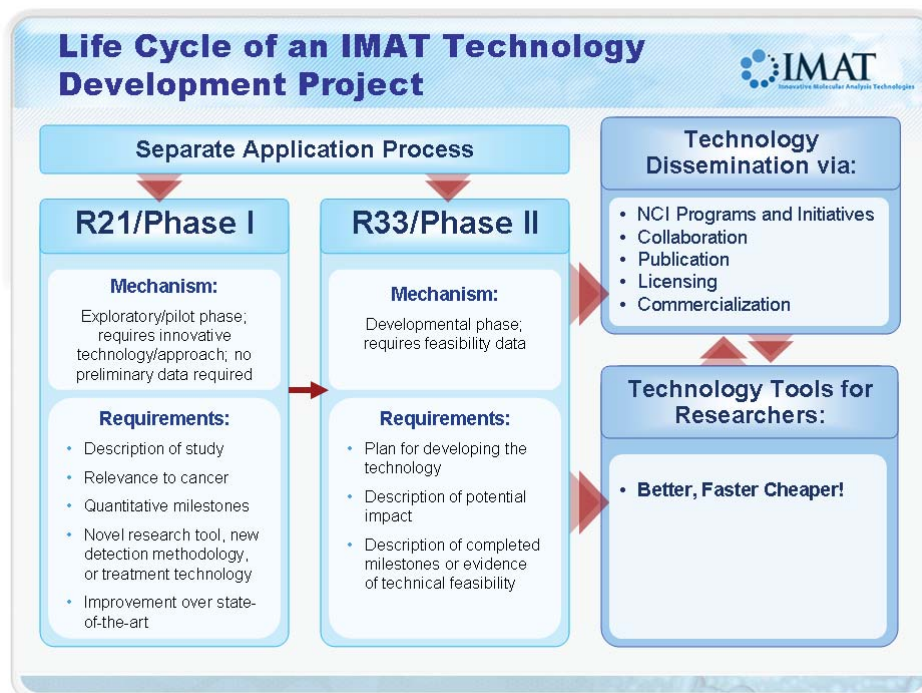 Life Cycle of an IMAT Technology
Development Project
IMAT
Innovative Molecular Analysis Technologies
Separate Application Process
R21/Phase I
Mechanism:
Exploratory/pilot phase;
requires innovative
technology/approach; no
preliminary data required
Requirements:
• Description of study
• Relevance to cancer
• Quantitative milestones
• Novel research tool, new
detection methodology,
or treatment technology
• Improvement over state-
of-the-art
R33/Phase II
Mechanism:
Developmental phase;
requires feasibility data
Requirements:
• Plan for developing the
technology
• Description of potential
impact
• Description of completed
milestones or evidence
of technical feasibility
Technology
Dissemination via:
• NCI Programs and Initiatives
• Collaboration
• Publication
• Licensing
• Commercialization
Technology Tools for
Researchers:
• Better, Faster Cheaper!